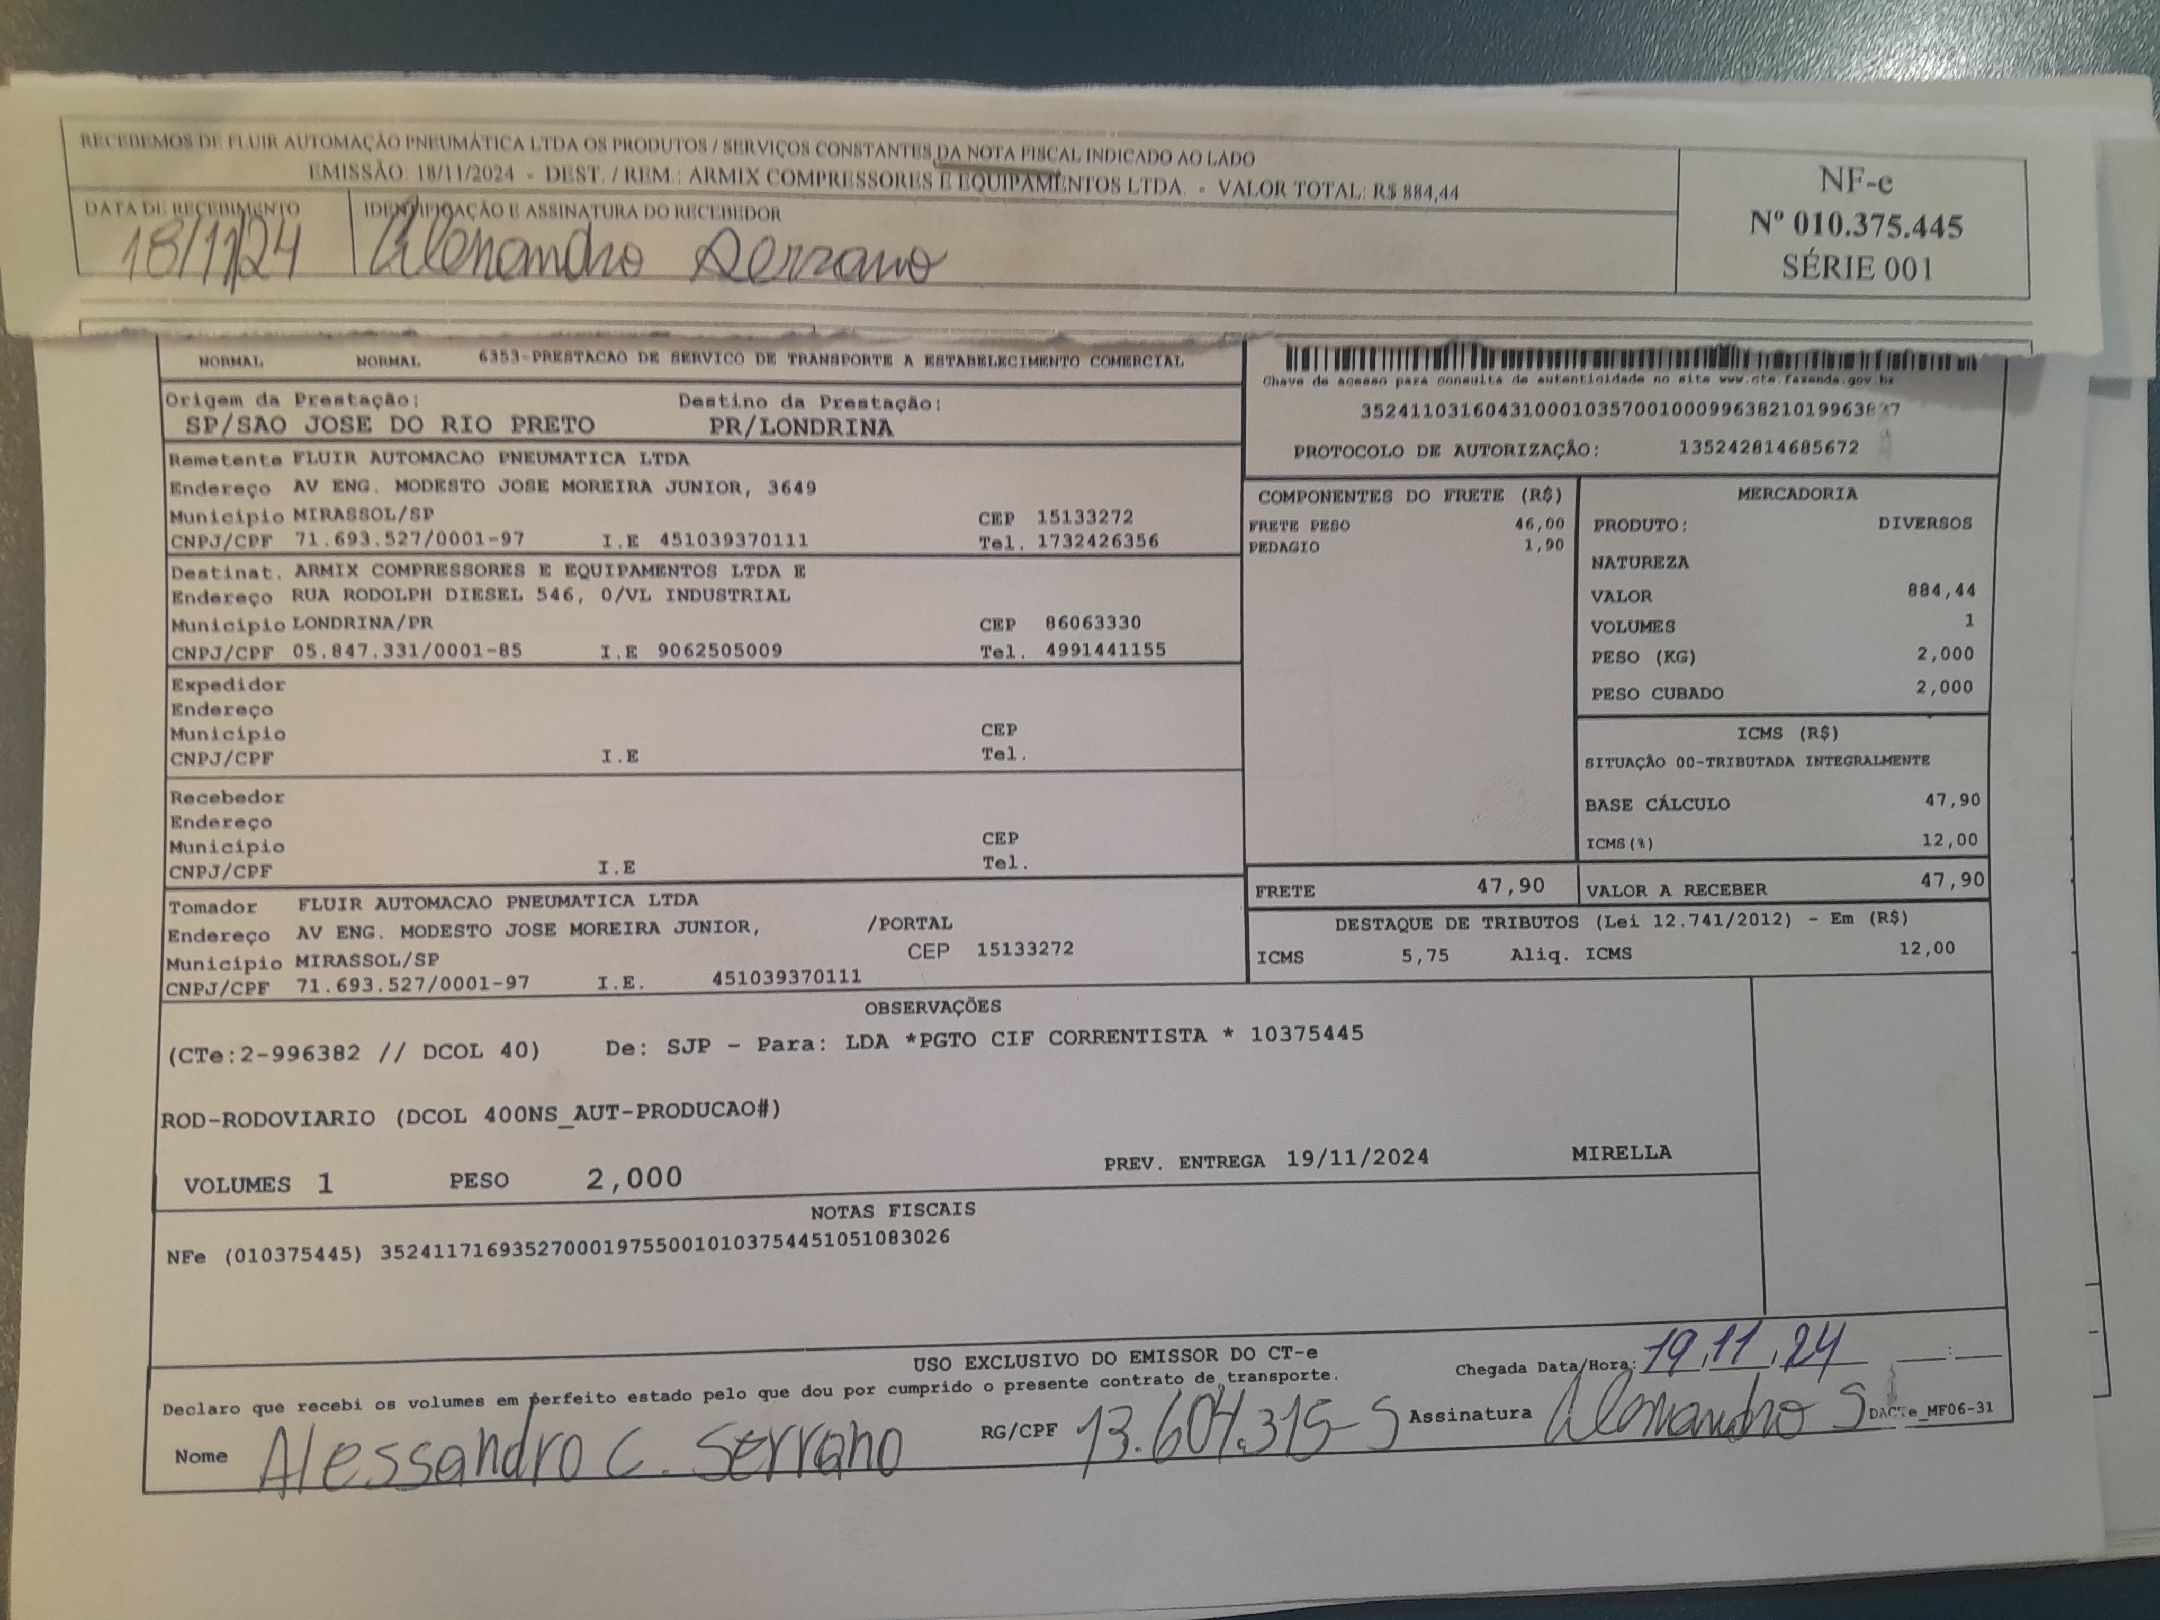 RECEBEMOS DE FLUIR AUTOMAÇÃO PNEUMÁTICA LTDA OS PRODUTOS / SERVIÇOS CONSTANTES DA NOTA FISCAL INDICADO AO LADO
EMISSÃO: 18/11/2024 - DEST. / REM.: ARMIX COMPRESSORES E EQUIPAMENTOS LTDA. - VALOR TOTAL: R$ 884,44
NF-e
Nº 010.375.445
SÉRIE 001
DATA DE RECEBIMENTO
18/11/24
IDENTIFICAÇÃO E ASSINATURA DO RECEBEDOR
Alessandro Serrano
NORMAL NORMAL 6353-PRESTACAO DE SERVICO DE TRANSPORTE A ESTABELECIMENTO COMERCIAL
Chave de acesso para consulta de autenticidade no site www.cte.fazenda.gov.br
PROTOCOLO DE AUTORIZAÇÃO: 135242814685672
Origem da Prestação: Destino da Prestação:
SP/SAO JOSE DO RIO PRETO PR/LONDRINA
Remetente FLUIR AUTOMACAO PNEUMATICA LTDA
Endereço AV ENG. MODESTO JOSE MOREIRA JUNIOR, 3649
Município MIRASSOL/SP CEP 15133272
CNPJ/CPF 71.693.527/0001-97 I.E 451039370111 Tel. 1732426356
Destinat. ARMIX COMPRESSORES E EQUIPAMENTOS LTDA E
Endereço RUA RODOLPH DIESEL 546, 0/VL INDUSTRIAL
Município LONDRINA/PR CEP 86063330
CNPJ/CPF 05.847.331/0001-85 I.E 9062505009 Tel. 4991441155
Expedidor
Endereço
Município CEP
CNPJ/CPF I.E Tel.
Recebedor
Endereço
Município CEP
CNPJ/CPF I.E Tel.
Tomador FLUIR AUTOMACAO PNEUMATICA LTDA
Endereço AV ENG. MODESTO JOSE MOREIRA JUNIOR, /PORTAL
Município MIRASSOL/SP CEP 15133272
CNPJ/CPF 71.693.527/0001-97 I.E. 451039370111
COMPONENTES DO FRETE (R$)
FRETE PESO 46,00
PEDAGIO 1,90
MERCADORIA
PRODUTO: DIVERSOS
NATUREZA
VALOR 884,44
VOLUMES 1
PESO (KG) 2,000
PESO CUBADO 2,000
ICMS (R$)
SITUAÇÃO 00-TRIBUTADA INTEGRALMENTE
BASE CÁLCULO 47,90
ICMS(%) 12,00
FRETE 47,90 VALOR A RECEBER 47,90
DESTAQUE DE TRIBUTOS (Lei 12.741/2012) - Em (R$)
ICMS 5,75 Aliq. ICMS 12,00
OBSERVAÇÕES
(CTe:2-996382 // DCOL 40) De: SJP - Para: LDA *PGTO CIF CORRENTISTA * 10375445
ROD-RODOVIARIO (DCOL 400NS_AUT-PRODUCAO#)
VOLUMES 1 PESO 2,000 PREV. ENTREGA 19/11/2024 MIRELLA
NOTAS FISCAIS
NFe (010375445) 35241171693527000197550010103754451051083026
USO EXCLUSIVO DO EMISSOR DO CT-e
Declaro que recebi os volumes em perfeito estado pelo que dou por cumprido o presente contrato de transporte.
Chegada Data/Hora: 19.11.24 __:__
Nome Alessandro C. Serrano RG/CPF 13.604.315-5 Assinatura Alessandro S
DACTe_MF06-31